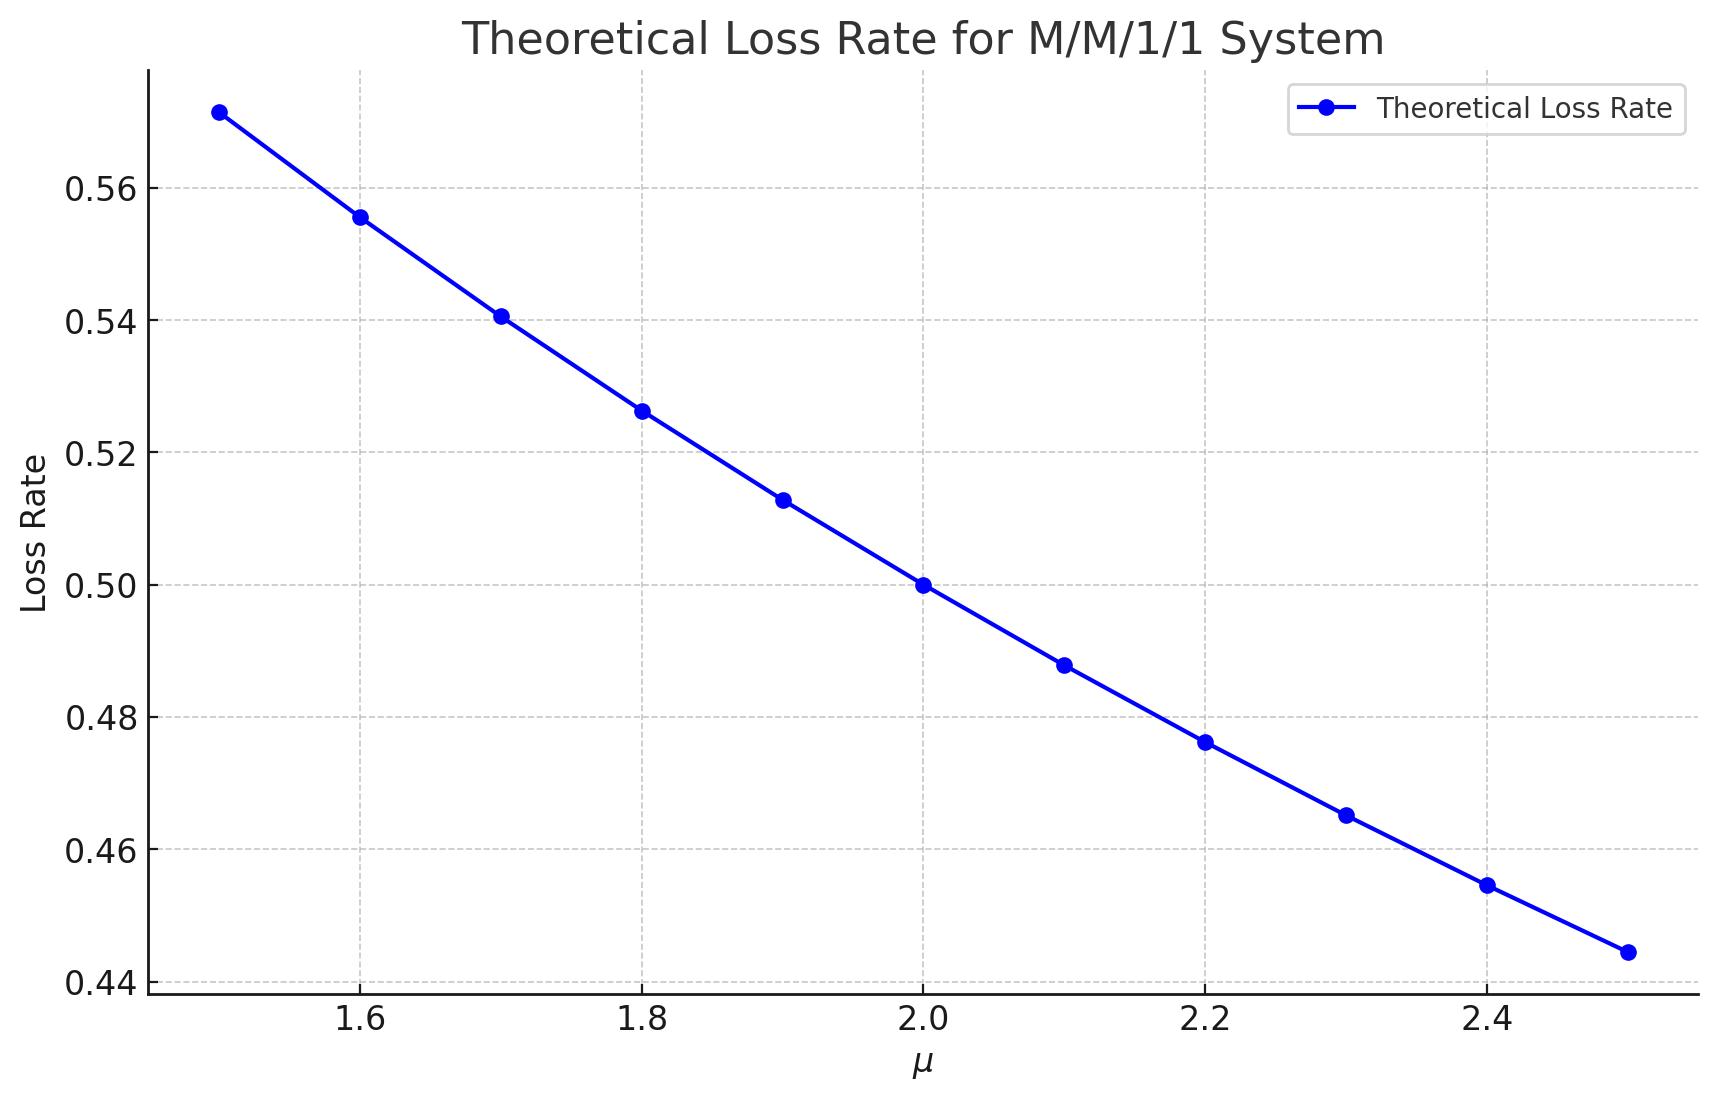 Theoretical Loss Rate for M/M/1/1 System
Theoretical Loss Rate
0.56
0.54
0.52
0.50
0.48
0.46
0.44
Loss Rate
1.6 1.8 2.0 2.2 2.4
μ